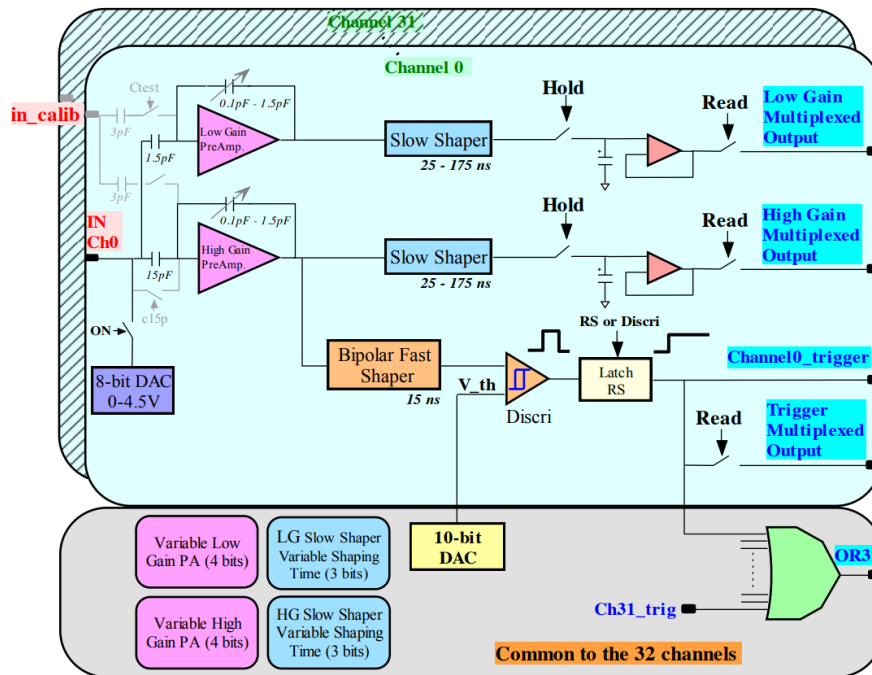 Channel 31
Channel 0
in_calib
Ctest
3pF
1.5pF
0.1pF - 1.5pF
Low Gain
PreAmp.
Slow Shaper
25 - 175 ns
Hold
Read
Low Gain
Multiplexed
Output
3pF
IN
Ch0
15pF
c15p
0.1pF - 1.5pF
High Gain
PreAmp.
Slow Shaper
25 - 175 ns
Hold
Read
High Gain
Multiplexed
Output
ON
8-bit DAC
0-4.5V
Bipolar Fast
Shaper
15 ns
V_th
Discri
RS or Discri
Latch
RS
Channel0_trigger
Read
Trigger
Multiplexed
Output
Variable Low
Gain PA (4 bits)
LG Slow Shaper
Variable Shaping
Time (3 bits)
10-bit
DAC
OR3
Variable High
Gain PA (4 bits)
HG Slow Shaper
Variable Shaping
Time (3 bits)
Ch31_trig
Common to the 32 channels